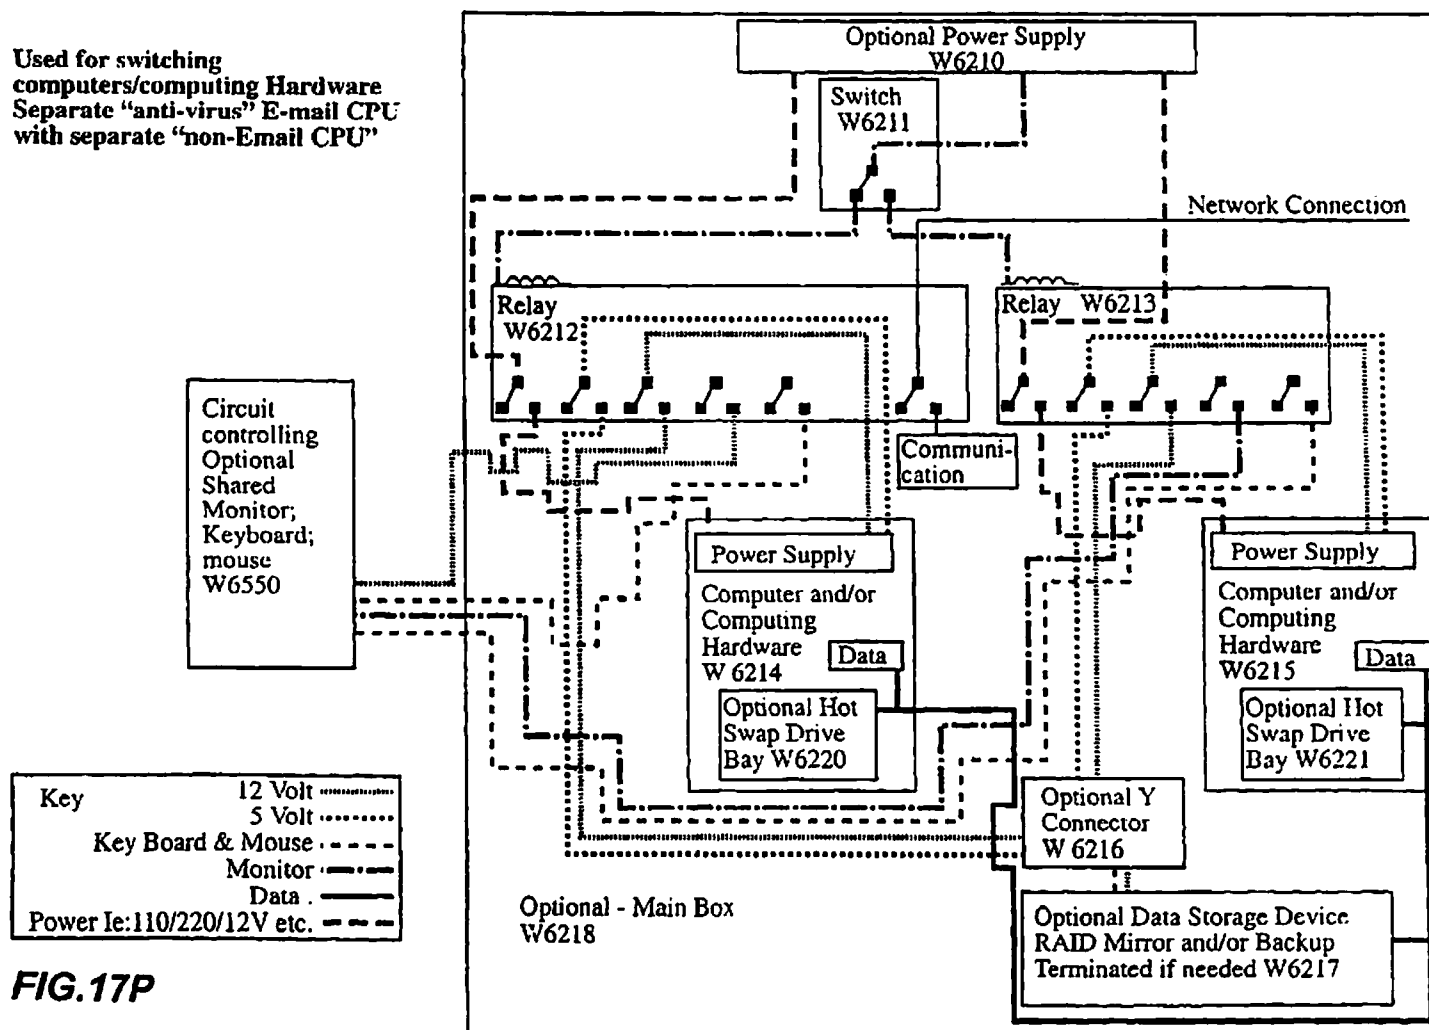 Used for switching
computers/computing Hardware
Separate “anti-virus” E-mail CPU
with separate “non-Email CPU”
Optional Power Supply
W6210
Switch
W6211
Network Connection
Relay
W6212
Relay W6213
Circuit
controlling
Optional
Shared
Monitor;
Keyboard;
mouse
W6550
Communi-
cation
Power Supply
Computer and/or
Computing
Hardware
W 6214
Data
Optional Hot
Swap Drive
Bay W6220
Power Supply
Computer and/or
Computing
Hardware
W6215
Data
Optional Hot
Swap Drive
Bay W6221
Key
12 Volt
5 Volt
Key Board & Mouse
Monitor
Data .
Power Ie:110/220/12V etc.
Optional Y
Connector
W 6216
Optional - Main Box
W6218
Optional Data Storage Device
RAID Mirror and/or Backup
Terminated if needed W6217
FIG.17P